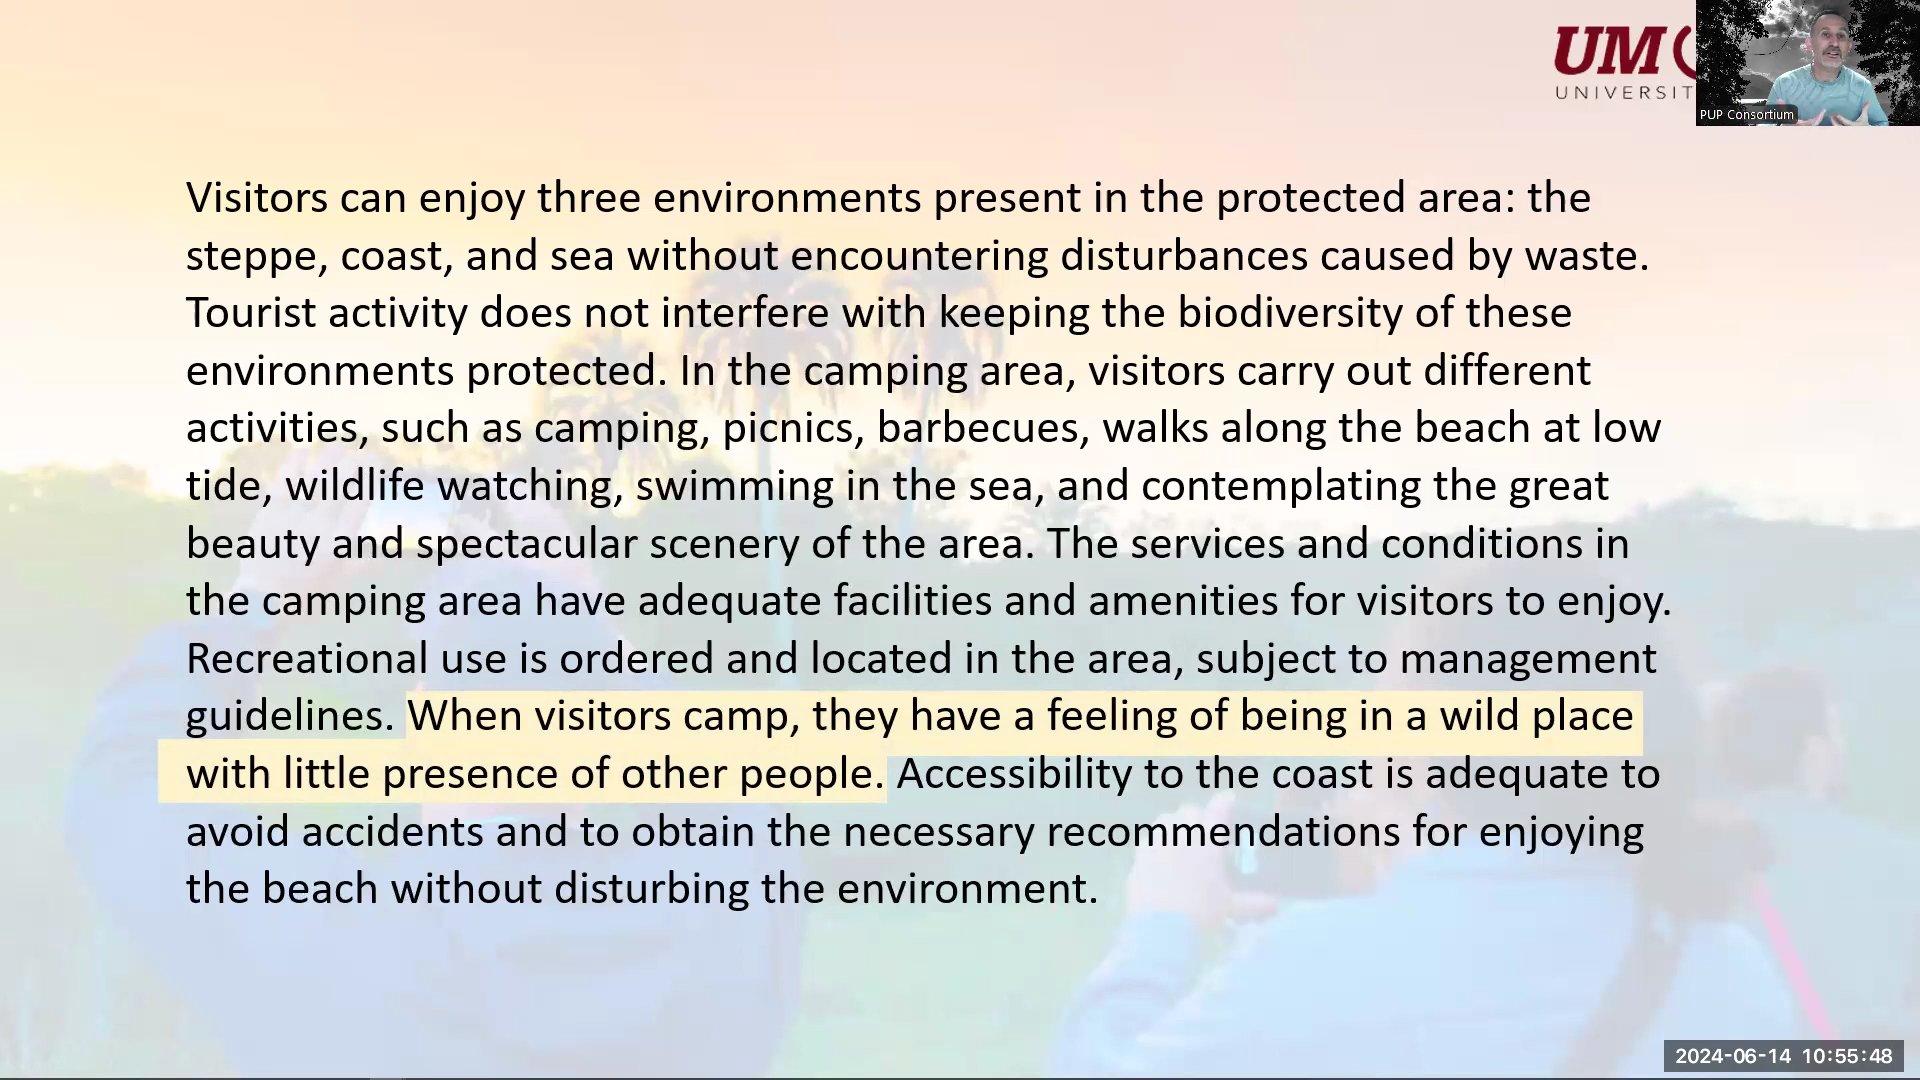 UM
UNIVERSIT
PUP Consortium
Visitors can enjoy three environments present in the protected area: the
steppe, coast, and sea without encountering disturbances caused by waste.
Tourist activity does not interfere with keeping the biodiversity of these
environments protected. In the camping area, visitors carry out different
activities, such as camping, picnics, barbecues, walks along the beach at low
tide, wildlife watching, swimming in the sea, and contemplating the great
beauty and spectacular scenery of the area. The services and conditions in
the camping area have adequate facilities and amenities for visitors to enjoy.
Recreational use is ordered and located in the area, subject to management
guidelines. When visitors camp, they have a feeling of being in a wild place
with little presence of other people. Accessibility to the coast is adequate to
avoid accidents and to obtain the necessary recommendations for enjoying
the beach without disturbing the environment.
2024-06-14 10:55:48